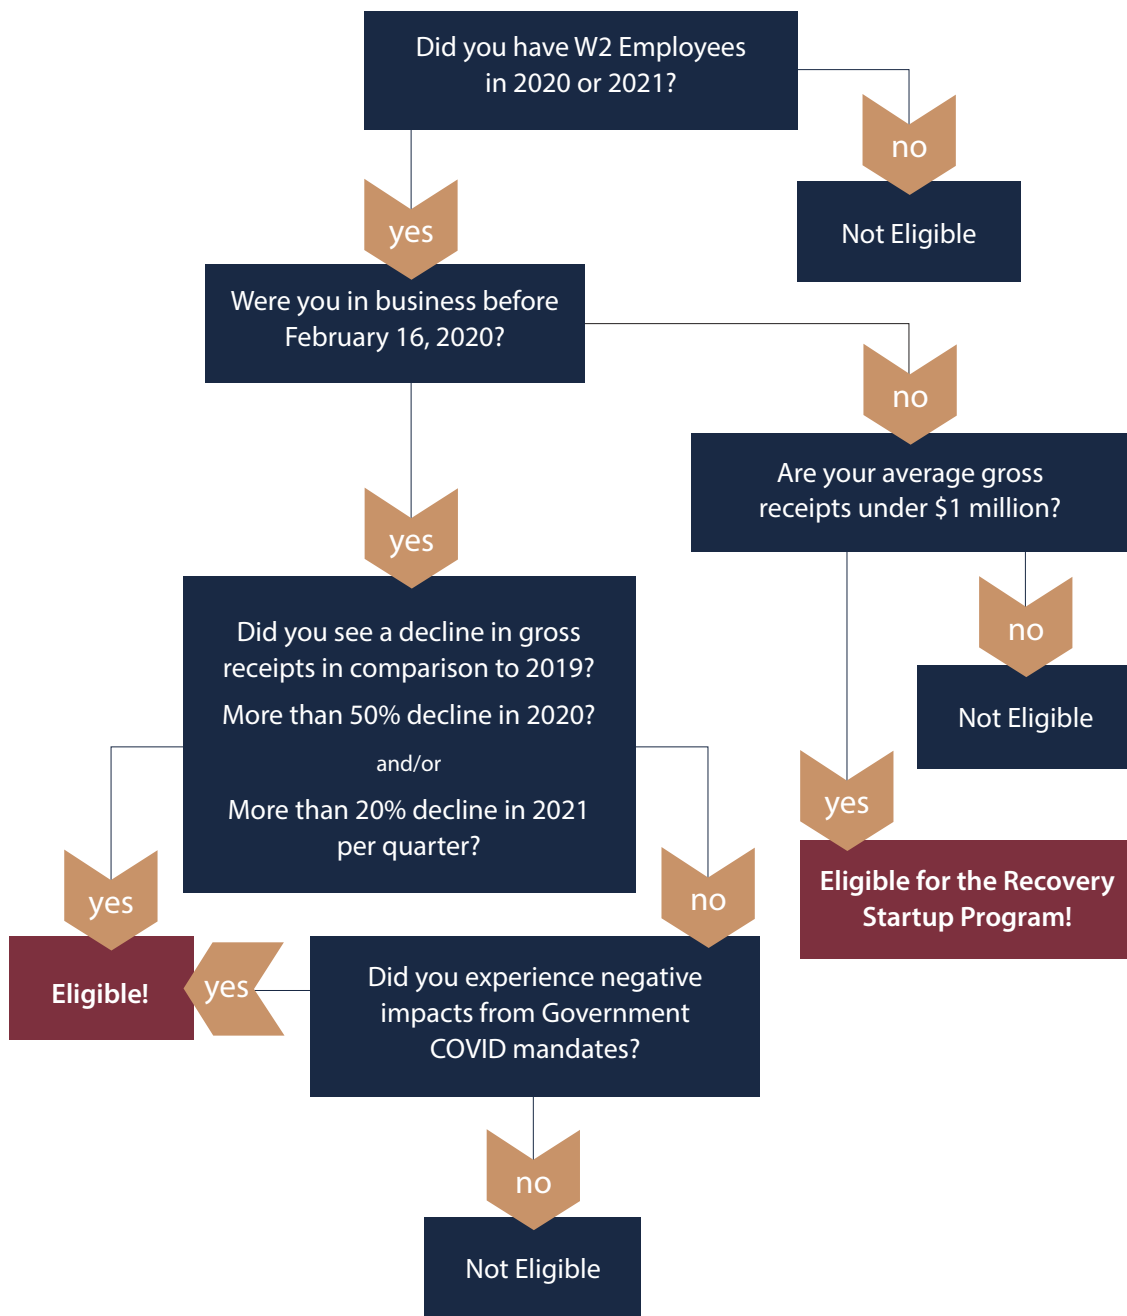 Did you have W2 Employees
in 2020 or 2021?
no
Not Eligible
yes
Were you in business before
February 16, 2020?
no
Are your average gross
receipts under $1 million?
yes
Did you see a decline in gross
receipts in comparison to 2019?
More than 50% decline in 2020?
and/or
More than 20% decline in 2021
per quarter?
no
Not Eligible
yes
Eligible for the Recovery
Startup Program!
yes
Eligible!
no
yes
Did you experience negative
impacts from Government
COVID mandates?
no
Not Eligible